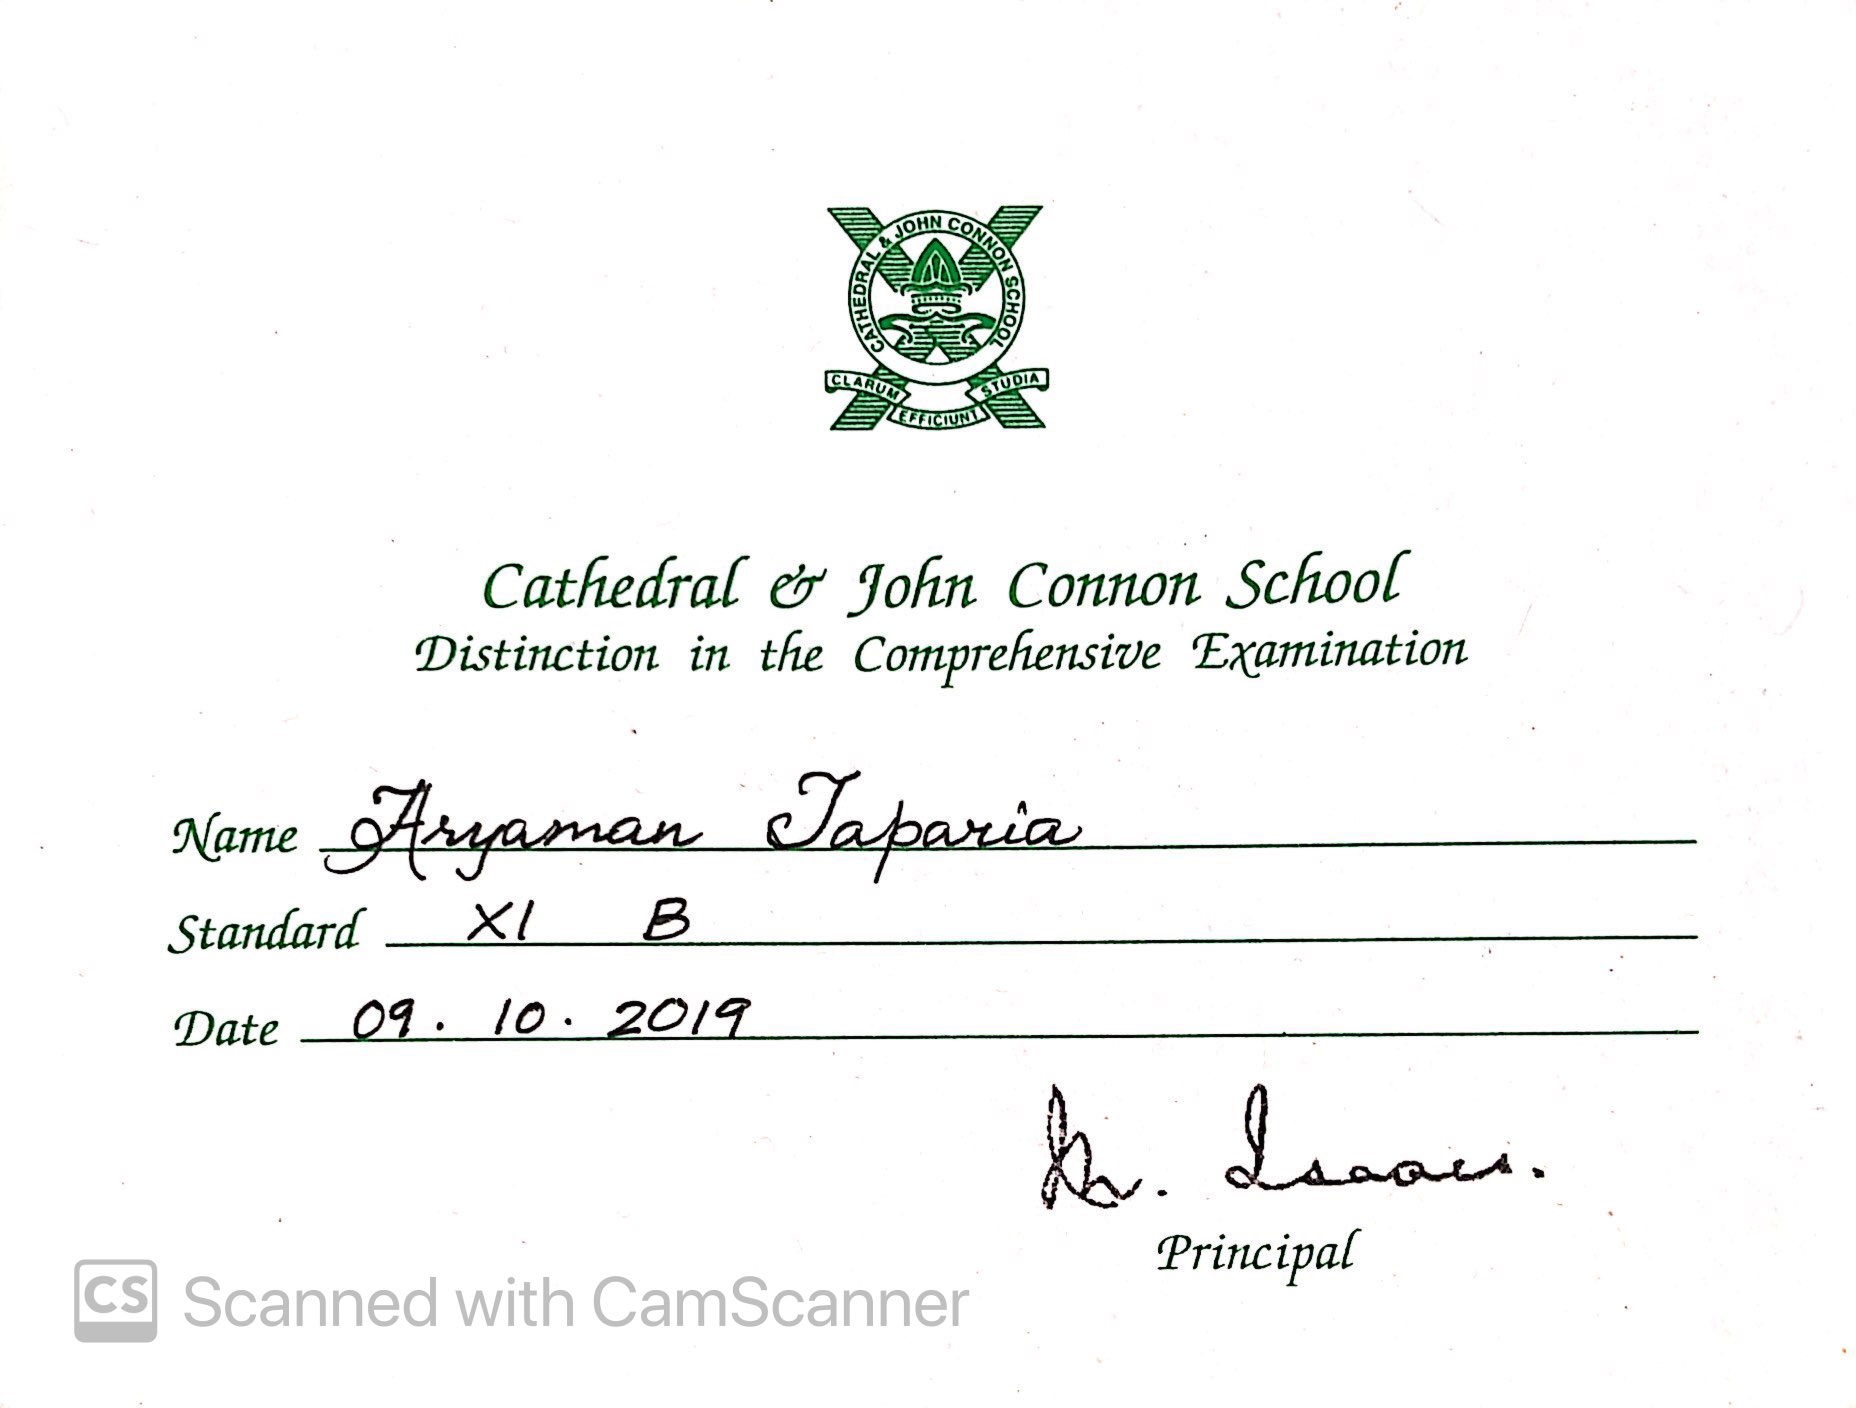 CATHEDRAL & JOHN CONNON SCHOOL
CLARUM EFFICIUNT STUDIA
Cathedral & John Connon School
Distinction in the Comprehensive Examination
Name Aryaman Taparia
Standard XI B
Date 09. 10. 2019
Isaacs.
Principal
CS Scanned with CamScanner